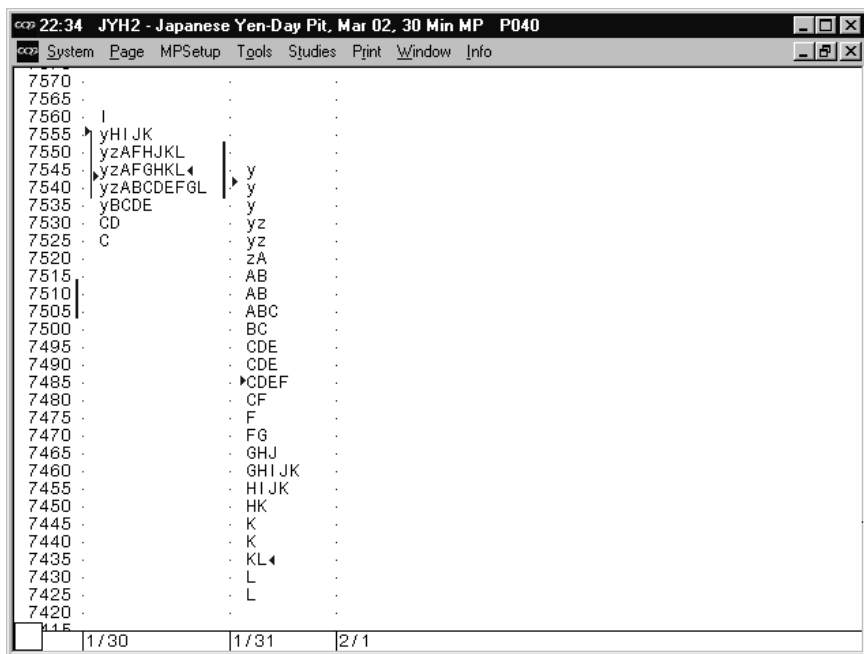 CQG 22:34 JYH2 - Japanese Yen-Day Pit, Mar 02, 30 Min MP P040
CQG System Page MPSetup Tools Studies Print Window Info
7570
7565
7560 I
7555 yHIJK
7550 yzAFHJKL
7545 yzAFGHKL y
7540 yzABCDEFGL y
7535 yBCDE y
7530 CD yz
7525 C yz
7520 zA
7515 AB
7510 AB
7505 ABC
7500 BC
7495 CDE
7490 CDE
7485 CDEF
7480 CF
7475 F
7470 FG
7465 GHJ
7460 GHIJK
7455 HIJK
7450 HK
7445 K
7440 K
7435 KL
7430 L
7425 L
7420
1/30 1/31 2/1